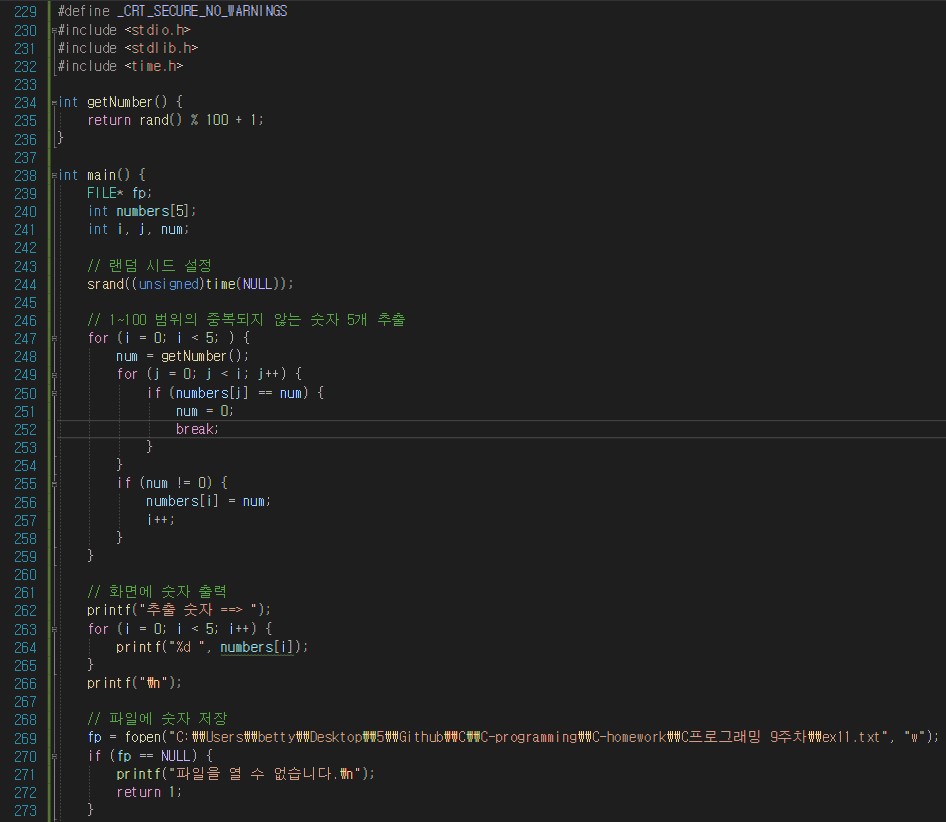 229 #define _CRT_SECURE_NO_WARNINGS
230 #include <stdio.h>
231 #include <stdlib.h>
232 #include <time.h>
233
234 int getNumber() {
235     return rand() % 100 + 1;
236 }
237
238 int main() {
239     FILE* fp;
240     int numbers[5];
241     int i, j, num;
242
243     // 랜덤 시드 설정
244     srand((unsigned)time(NULL));
245
246     // 1~100 범위의 중복되지 않는 숫자 5개 추출
247     for (i = 0; i < 5; ) {
248         num = getNumber();
249         for (j = 0; j < i; j++) {
250             if (numbers[j] == num) {
251                 num = 0;
252                 break;
253             }
254         }
255         if (num != 0) {
256             numbers[i] = num;
257             i++;
258         }
259     }
260
261     // 화면에 숫자 출력
262     printf("추출 숫자 ==> ");
263     for (i = 0; i < 5; i++) {
264         printf("%d ", numbers[i]);
265     }
266     printf("₩n");
267
268     // 파일에 숫자 저장
269     fp = fopen("C:₩₩Users₩₩betty₩₩Desktop₩₩5₩₩Github₩₩C₩₩C-programming₩₩C-homework₩₩C프로그래밍 9주차₩₩ex11.txt", "w");
270     if (fp == NULL) {
271         printf("파일을 열 수 없습니다.₩n");
272         return 1;
273     }